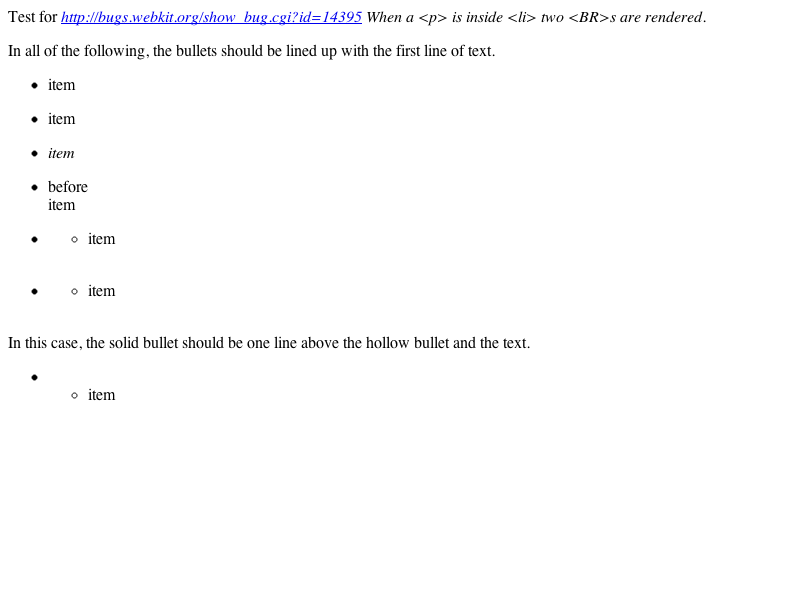 Test for http://bugs.webkit.org/show_bug.cgi?id=14395 When a <p> is inside <li> two <BR>s are rendered.
In all of the following, the bullets should be lined up with the first line of text.
• item
• item
• item
• before
item
• ◦ item
• ◦ item
In this case, the solid bullet should be one line above the hollow bullet and the text.
•
◦ item